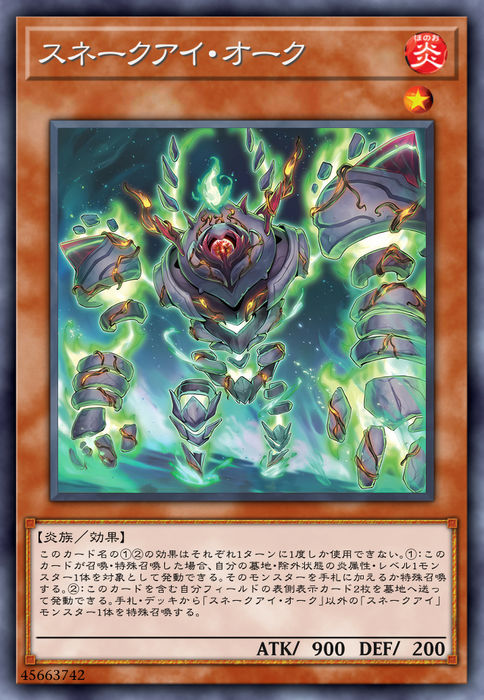 スネークアイ・オーク
ほのお
炎
【炎族／効果】
このカード名の①②の効果はそれぞれ1ターンに1度しか使用できない。①：この
カードが召喚・特殊召喚した場合、自分の墓地・除外状態の炎属性・レベル1モン
スター1体を対象として発動できる。そのモンスターを手札に加えるか特殊召喚
する。②：このカードを含む自分フィールドの表側表示カード2枚を墓地へ送っ
て発動できる。手札・デッキから「スネークアイ・オーク」以外の「スネークアイ」
モンスター1体を特殊召喚する。
ATK/ 900 DEF/ 200
45663742